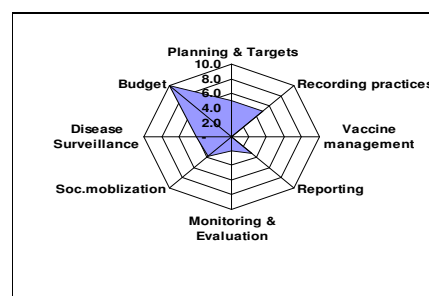 Planning & Targets
10.0
8.0
6.0
4.0
2.0
-
Budget
Recording practices
Disease
Surveillance
Vaccine
management
Soc.moblization
Reporting
Monitoring &
Evaluation